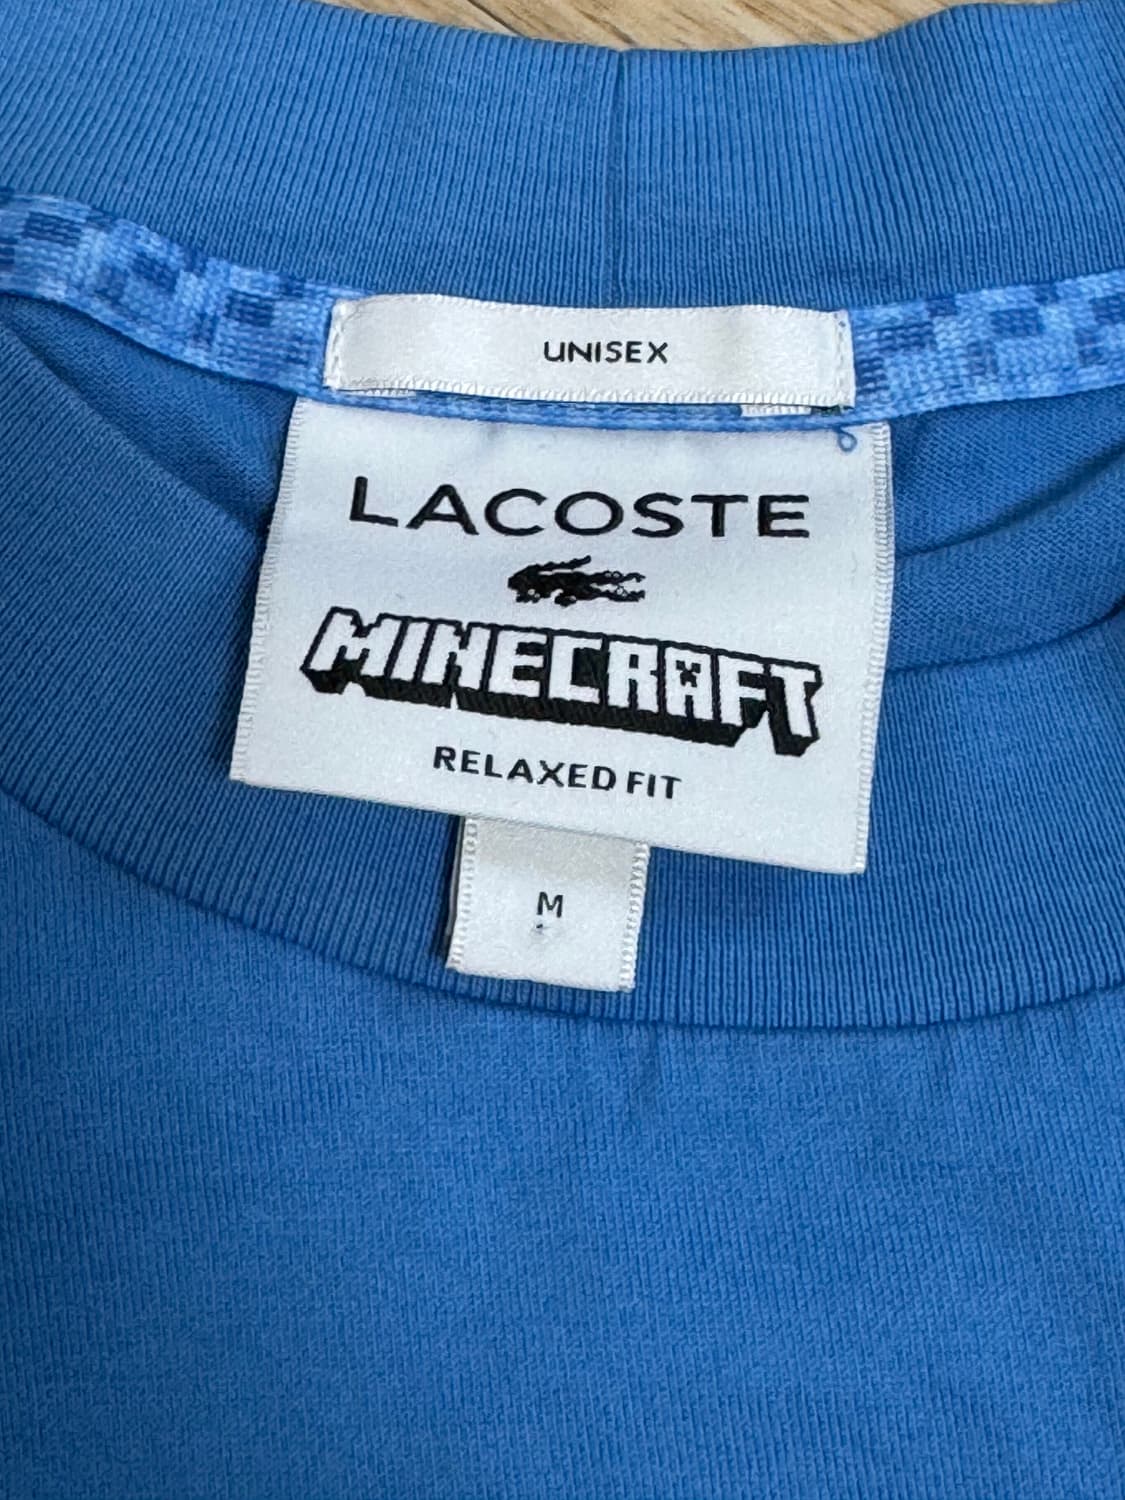 UNISEX
LACOSTE
MINECRAFT
RELAXED FIT
M